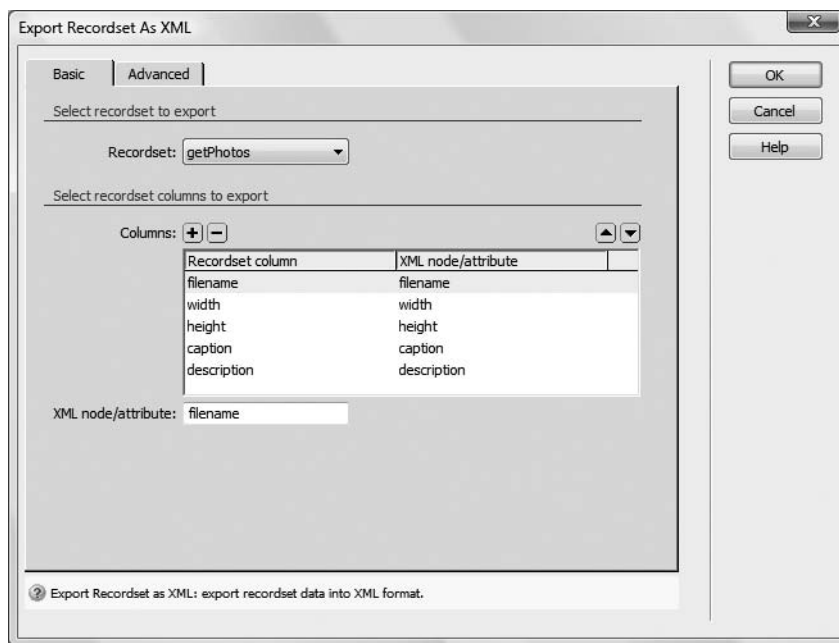 Export Recordset As XML
Basic Advanced
Select recordset to export
Recordset: getPhotos
Select recordset columns to export
Columns:
Recordset column XML node/attribute
filename filename
width width
height height
caption caption
description description
XML node/attribute: filename
Export Recordset as XML: export recordset data into XML format.
OK
Cancel
Help